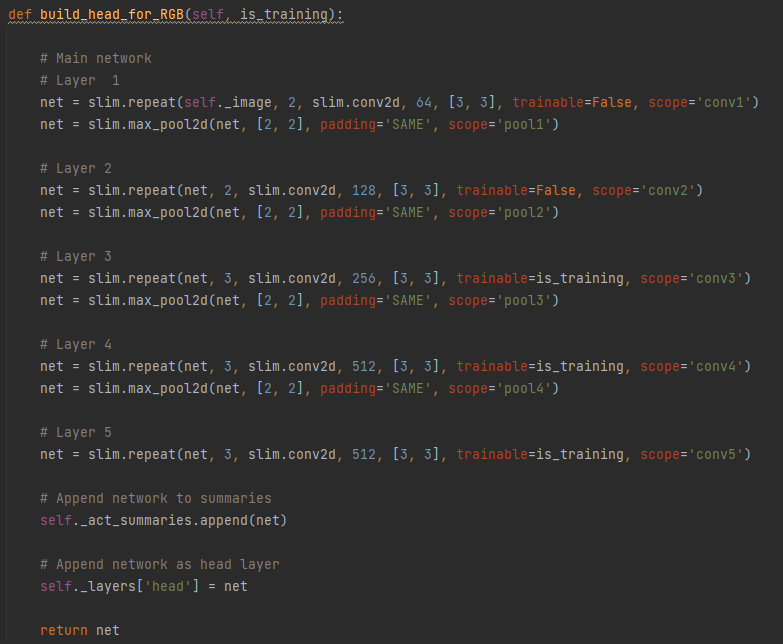 def build_head_for_RGB(self, is_training):
# Main network
# Layer  1
net = slim.repeat(self._image, 2, slim.conv2d, 64, [3, 3], trainable=False, scope='conv1')
net = slim.max_pool2d(net, [2, 2], padding='SAME', scope='pool1')
# Layer 2
net = slim.repeat(net, 2, slim.conv2d, 128, [3, 3], trainable=False, scope='conv2')
net = slim.max_pool2d(net, [2, 2], padding='SAME', scope='pool2')
# Layer 3
net = slim.repeat(net, 3, slim.conv2d, 256, [3, 3], trainable=is_training, scope='conv3')
net = slim.max_pool2d(net, [2, 2], padding='SAME', scope='pool3')
# Layer 4
net = slim.repeat(net, 3, slim.conv2d, 512, [3, 3], trainable=is_training, scope='conv4')
net = slim.max_pool2d(net, [2, 2], padding='SAME', scope='pool4')
# Layer 5
net = slim.repeat(net, 3, slim.conv2d, 512, [3, 3], trainable=is_training, scope='conv5')
# Append network to summaries
self._act_summaries.append(net)
# Append network as head layer
self._layers['head'] = net
return net